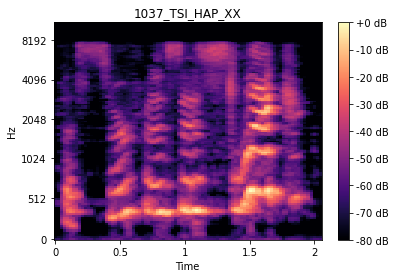 1037_TSI_HAP_XX
+0 dB
8192
-10 dB
4096
-20 dB
-30 dB
2048
-40 dB
Hz
1024
-50 dB
-60 dB
512
-70 dB
0
-80 dB
0 0.5 1 1.5 2
Time